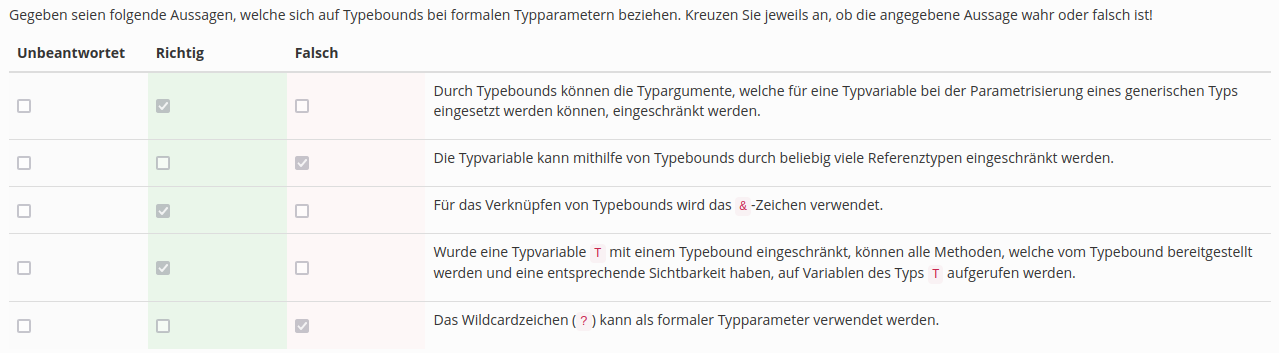 Gegeben seien folgende Aussagen, welche sich auf Typebounds bei formalen Typparametern beziehen. Kreuzen Sie jeweils an, ob die angegebene Aussage wahr oder falsch ist!
Unbeantwortet Richtig Falsch
Durch Typebounds können die Typargumente, welche für eine Typvariable bei der Parametrisierung eines generischen Typs
eingesetzt werden können, eingeschränkt werden.
Die Typvariable kann mithilfe von Typebounds durch beliebig viele Referenztypen eingeschränkt werden.
Für das Verknüpfen von Typebounds wird das & -Zeichen verwendet.
Wurde eine Typvariable T mit einem Typebound eingeschränkt, können alle Methoden, welche vom Typebound bereitgestellt
werden und eine entsprechende Sichtbarkeit haben, auf Variablen des Typs T aufgerufen werden.
Das Wildcardzeichen ( ? ) kann als formaler Typparameter verwendet werden.